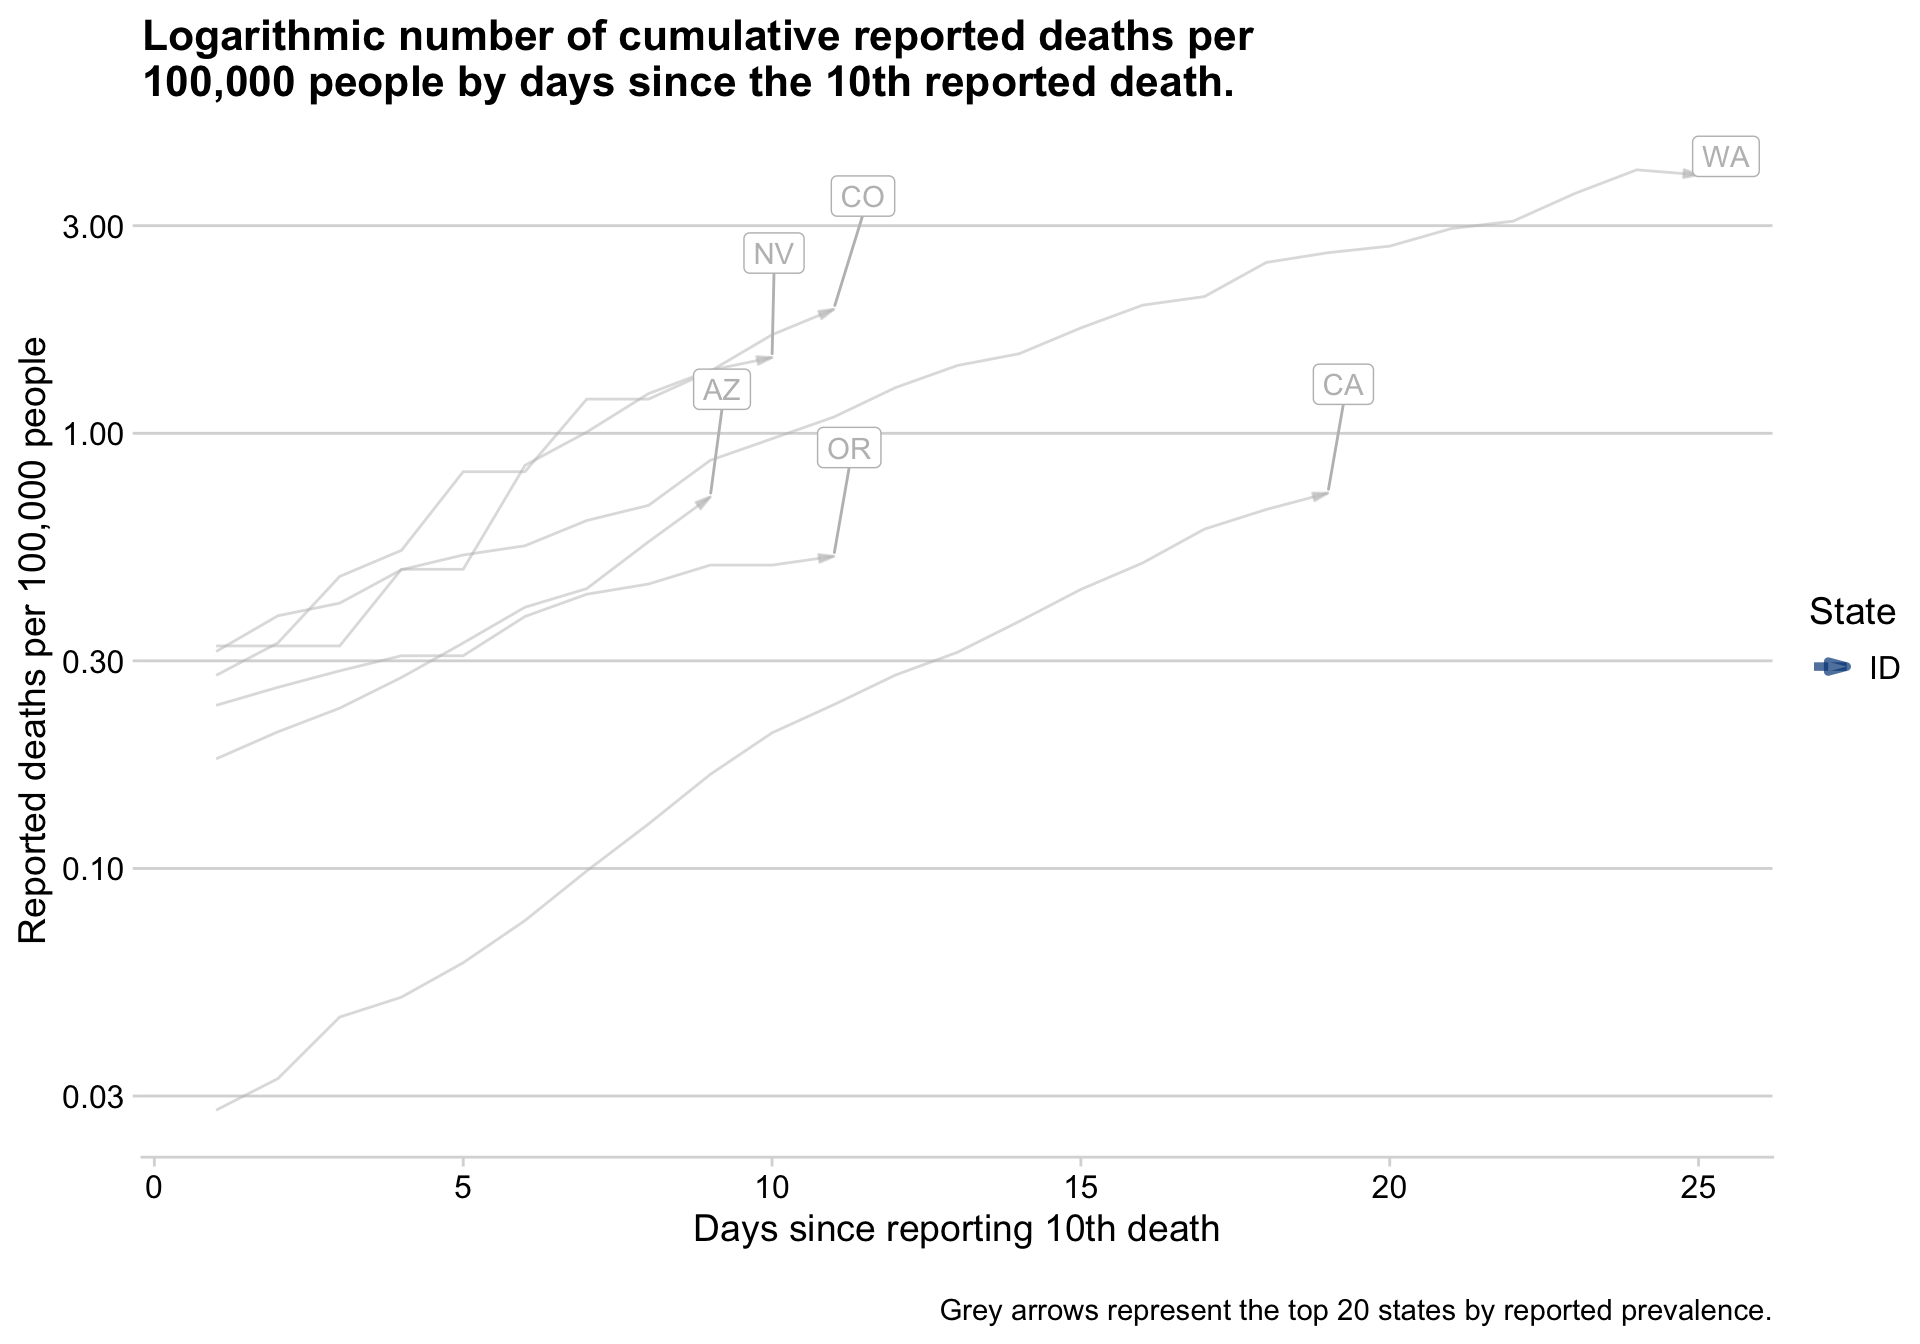 Logarithmic number of cumulative reported deaths per
100,000 people by days since the 10th reported death.
WA
CO
3.00
NV
CA
AZ
1.00
OR
Reported deaths per 100,000 people
State
ID
0.30
0.10
0.03
0 5 10 15 20 25
Days since reporting 10th death
Grey arrows represent the top 20 states by reported prevalence.